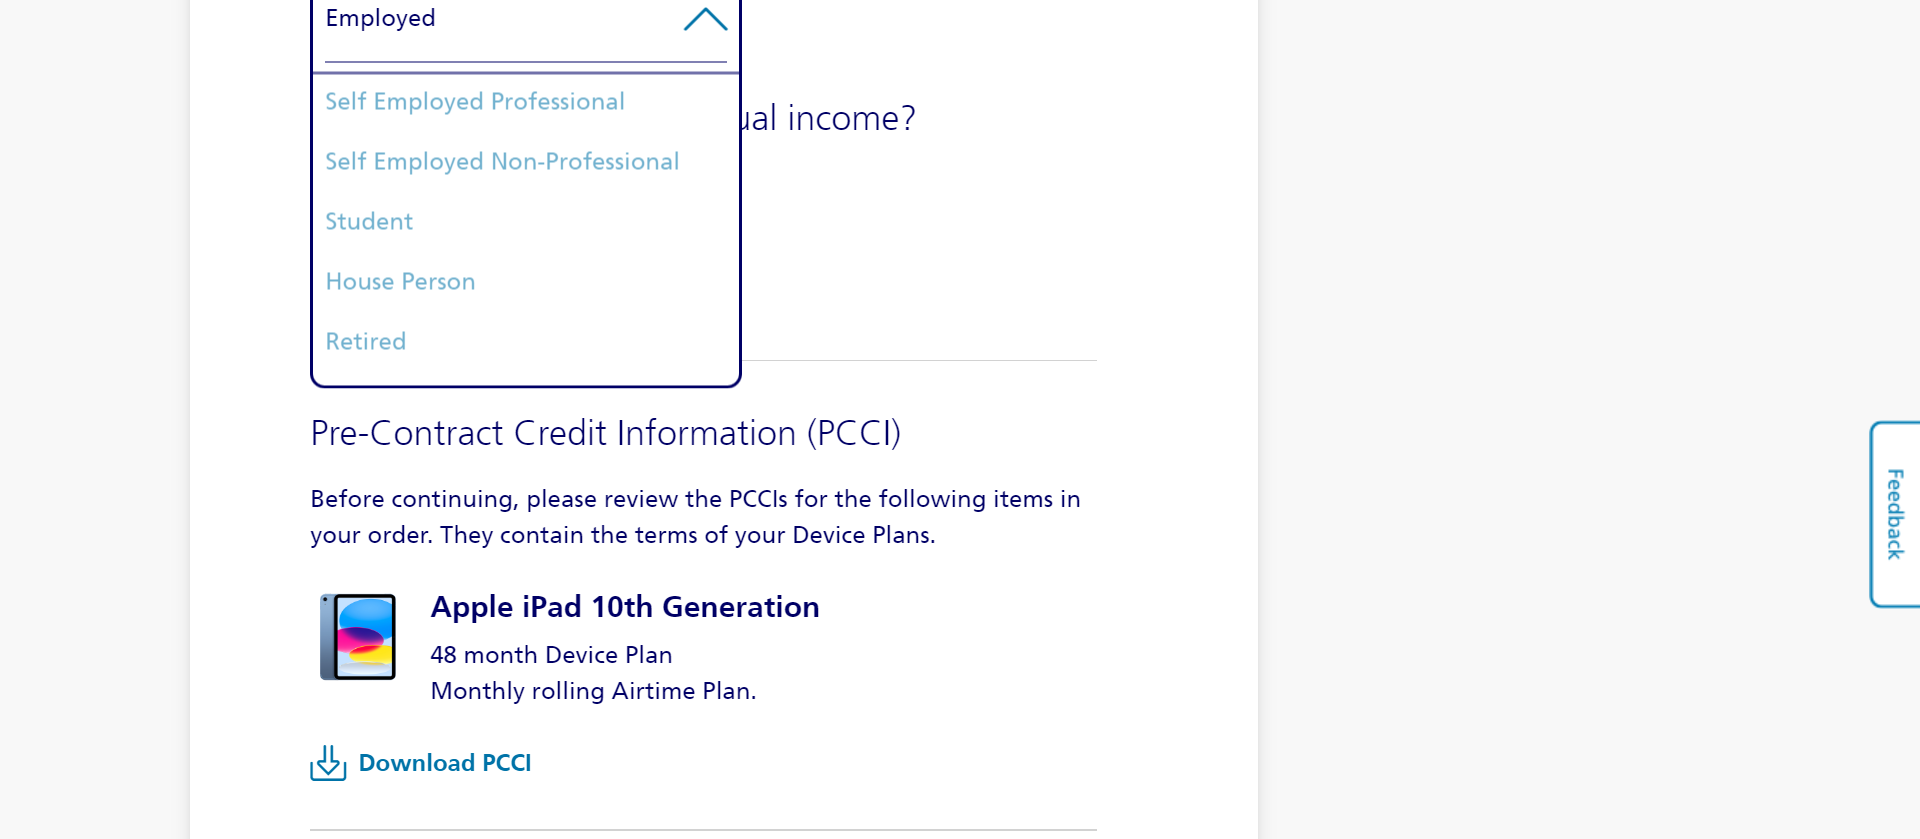 Employed
Self Employed Professional
income?
Self Employed Non-Professional
Student
House Person
Retired
Pre-Contract Credit Information (PCCI)
Before continuing, please review the PCCIs for the following items in
your order. They contain the terms of your Device Plans.
Apple iPad 10th Generation
48 month Device Plan
Monthly rolling Airtime Plan.
Download PCCI
Feedback